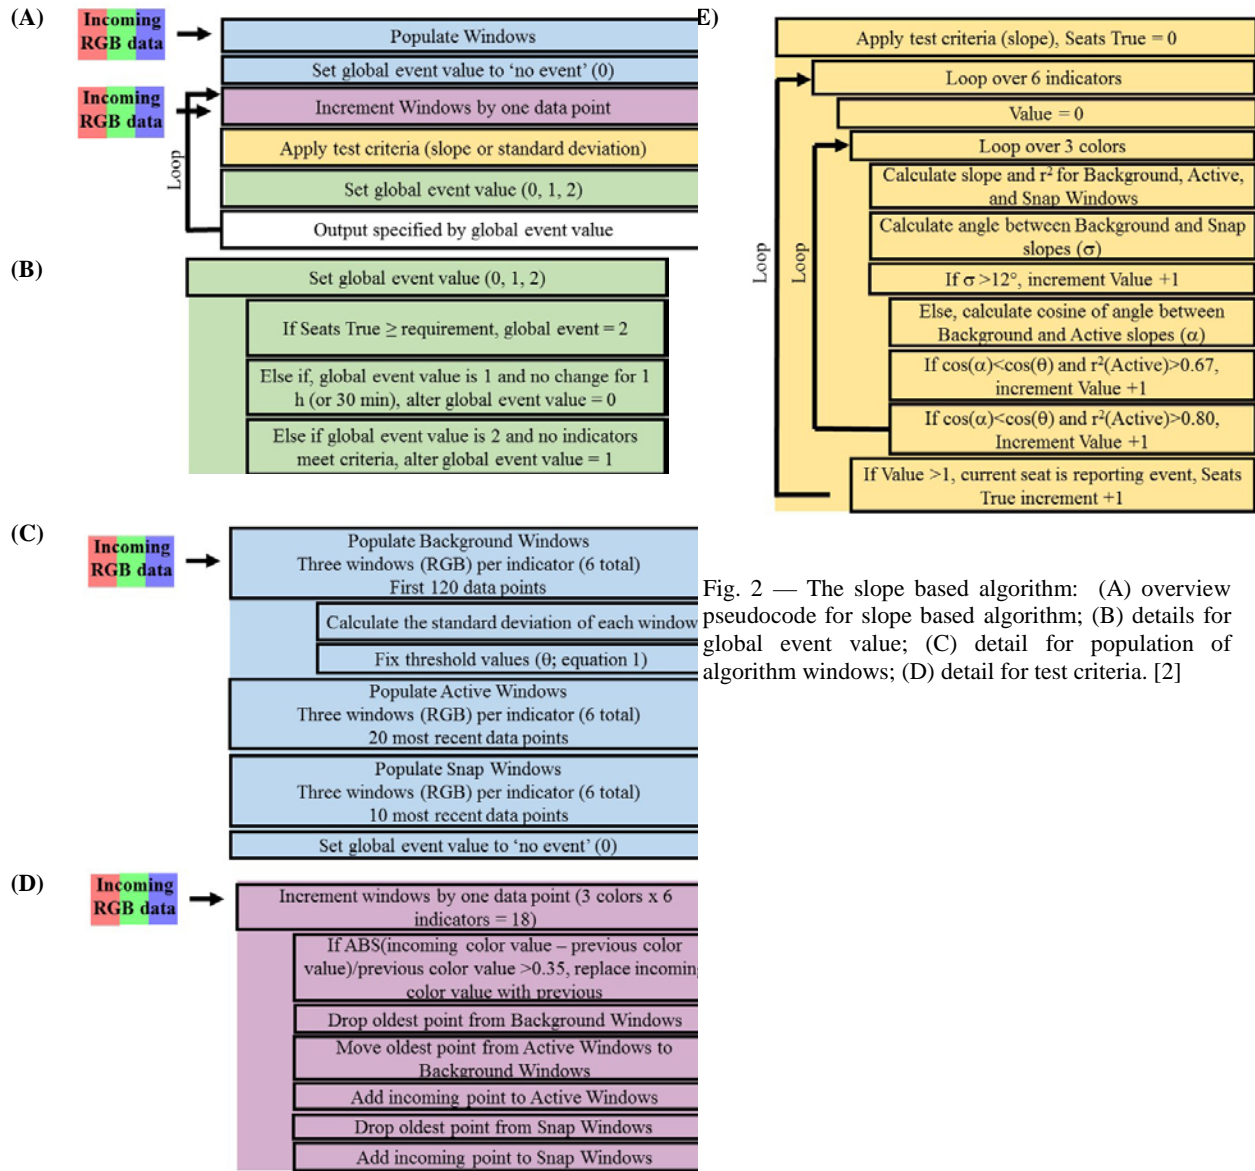 (A)
Incoming
RGB data
Populate Windows
Set global event value to ‘no event’ (0)
Incoming
RGB data
Increment Windows by one data point
Apply test criteria (slope or standard deviation)
Set global event value (0, 1, 2)
Output specified by global event value
Loop
(B)
Set global event value (0, 1, 2)
If Seats True ≥ requirement, global event = 2
Else if, global event value is 1 and no change for 1
h (or 30 min), alter global event value = 0
Else if global event value is 2 and no indicators
meet criteria, alter global event value = 1
(C)
Incoming
RGB data
Populate Background Windows
Three windows (RGB) per indicator (6 total)
First 120 data points
Calculate the standard deviation of each window
Fix threshold values (θ; equation 1)
Populate Active Windows
Three windows (RGB) per indicator (6 total)
20 most recent data points
Populate Snap Windows
Three windows (RGB) per indicator (6 total)
10 most recent data points
Set global event value to ‘no event’ (0)
(D)
Incoming
RGB data
Increment windows by one data point (3 colors x 6
indicators = 18)
If ABS(incoming color value – previous color
value)/previous color value >0.35, replace incoming
color value with previous
Drop oldest point from Background Windows
Move oldest point from Active Windows to
Background Windows
Add incoming point to Active Windows
Drop oldest point from Snap Windows
Add incoming point to Snap Windows
E)
Apply test criteria (slope), Seats True = 0
Loop over 6 indicators
Value = 0
Loop over 3 colors
Calculate slope and r² for Background, Active,
and Snap Windows
Calculate angle between Background and Snap
slopes (σ)
If σ >12°, increment Value +1
Else, calculate cosine of angle between
Background and Active slopes (α)
If cos(α)<cos(θ) and r²(Active)>0.67,
increment Value +1
If cos(α)<cos(θ) and r²(Active)>0.80,
Increment Value +1
If Value >1, current seat is reporting event, Seats
True increment +1
Loop
Loop
Fig. 2 — The slope based algorithm: (A) overview
pseudocode for slope based algorithm; (B) details for
global event value; (C) detail for population of
algorithm windows; (D) detail for test criteria. [2]